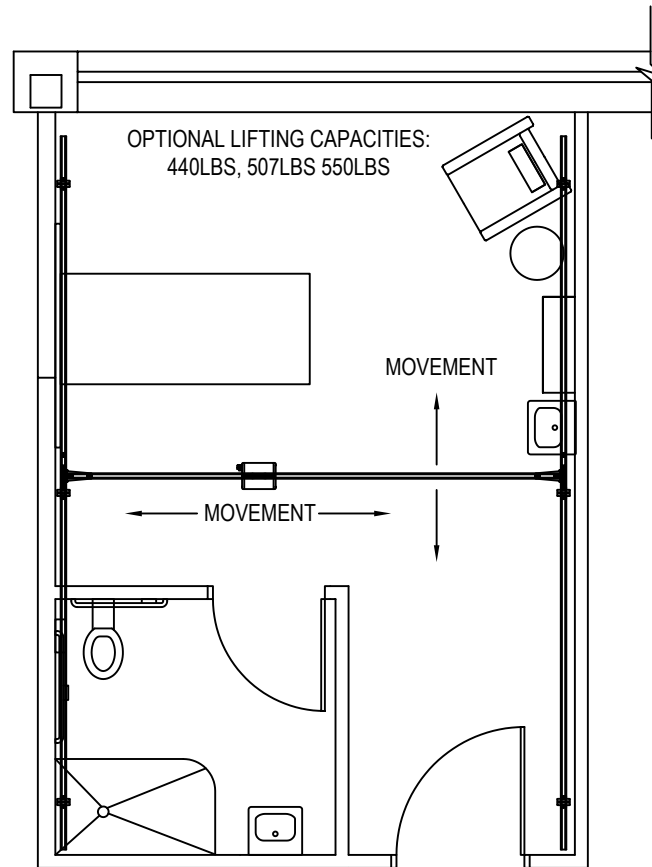 OPTIONAL LIFTING CAPACITIES:
440LBS, 507LBS 550LBS
MOVEMENT
MOVEMENT